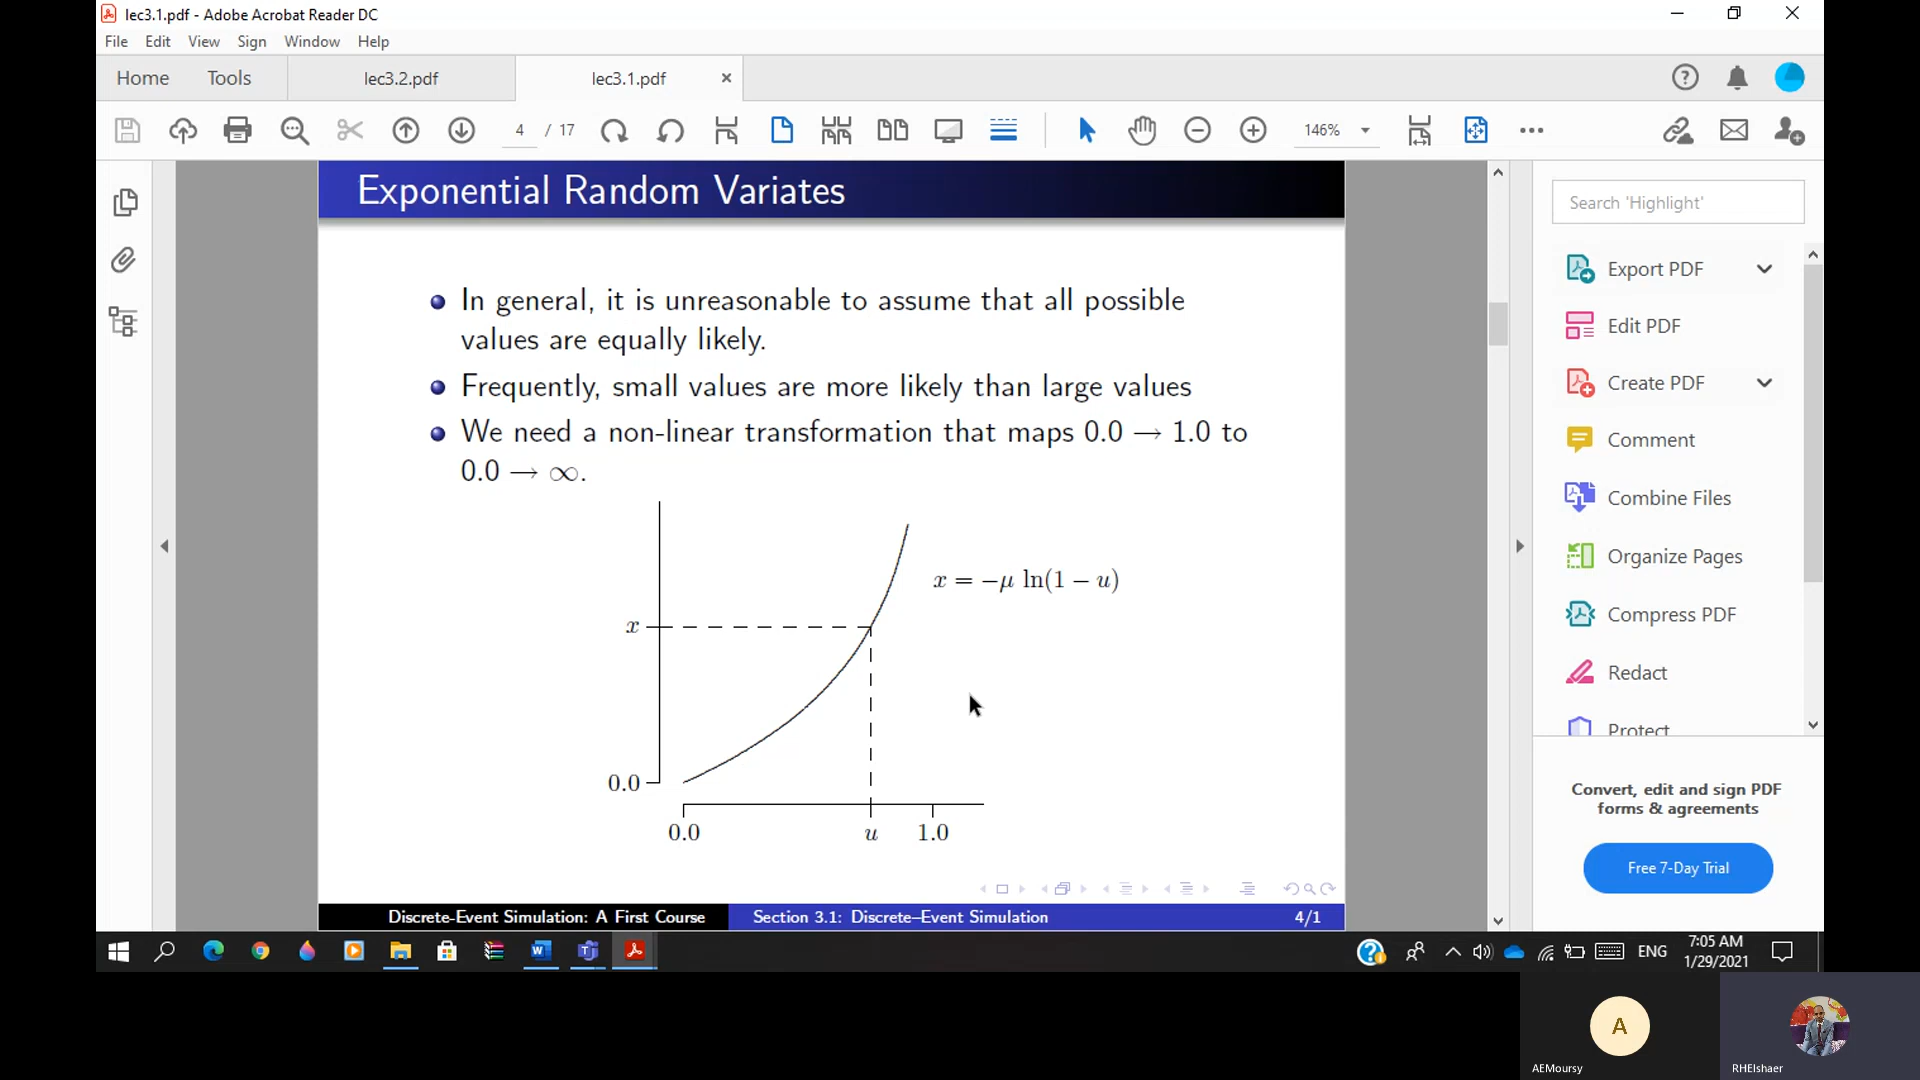 lec3.1.pdf - Adobe Acrobat Reader DC
File Edit View Sign Window Help
Home Tools lec3.2.pdf lec3.1.pdf
4 / 17 146%
Exponential Random Variates
In general, it is unreasonable to assume that all possible
values are equally likely.
Frequently, small values are more likely than large values
We need a non-linear transformation that maps 0.0 → 1.0 to
0.0 → ∞.
x = −μ ln(1 − u)
x
0.0
0.0 u 1.0
Discrete-Event Simulation: A First Course Section 3.1: Discrete–Event Simulation 4/1
Search 'Highlight'
Export PDF
Edit PDF
Create PDF
Comment
Combine Files
Organize Pages
Compress PDF
Redact
Protect
Convert, edit and sign PDF
forms & agreements
Free 7-Day Trial
ENG
7:05 AM
1/29/2021
A
AEMoursy
RHElshaer